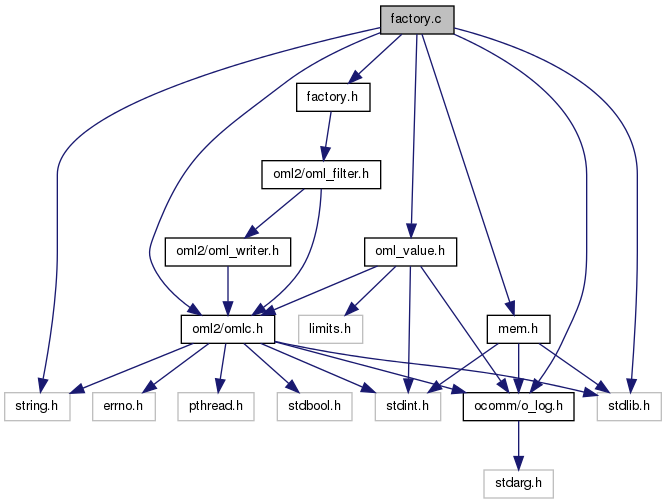 factory.c
factory.h
oml2/oml_filter.h
oml2/oml_writer.h
oml_value.h
oml2/omlc.h
limits.h
mem.h
string.h
errno.h
pthread.h
stdbool.h
stdint.h
ocomm/o_log.h
stdlib.h
stdarg.h